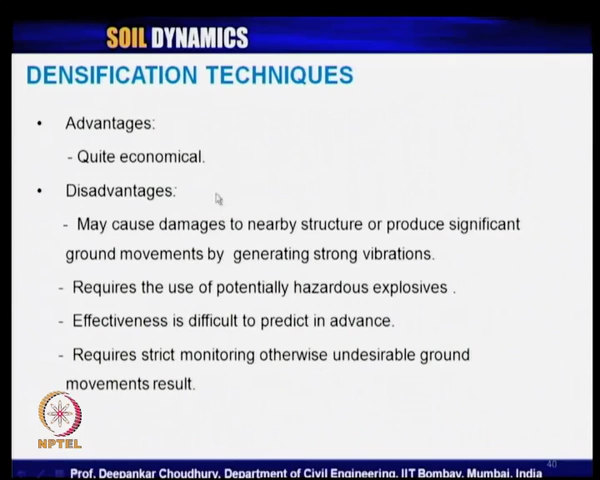 SOIL DYNAMICS
DENSIFICATION TECHNIQUES
• Advantages:
- Quite economical.
• Disadvantages:
- May cause damages to nearby structure or produce significant
ground movements by generating strong vibrations.
- Requires the use of potentially hazardous explosives .
- Effectiveness is difficult to predict in advance.
- Requires strict monitoring otherwise undesirable ground
movements result.
NPTEL
40
Prof. Deepankar Choudhury, Department of Civil Engineering, IIT Bombay, Mumbai, India